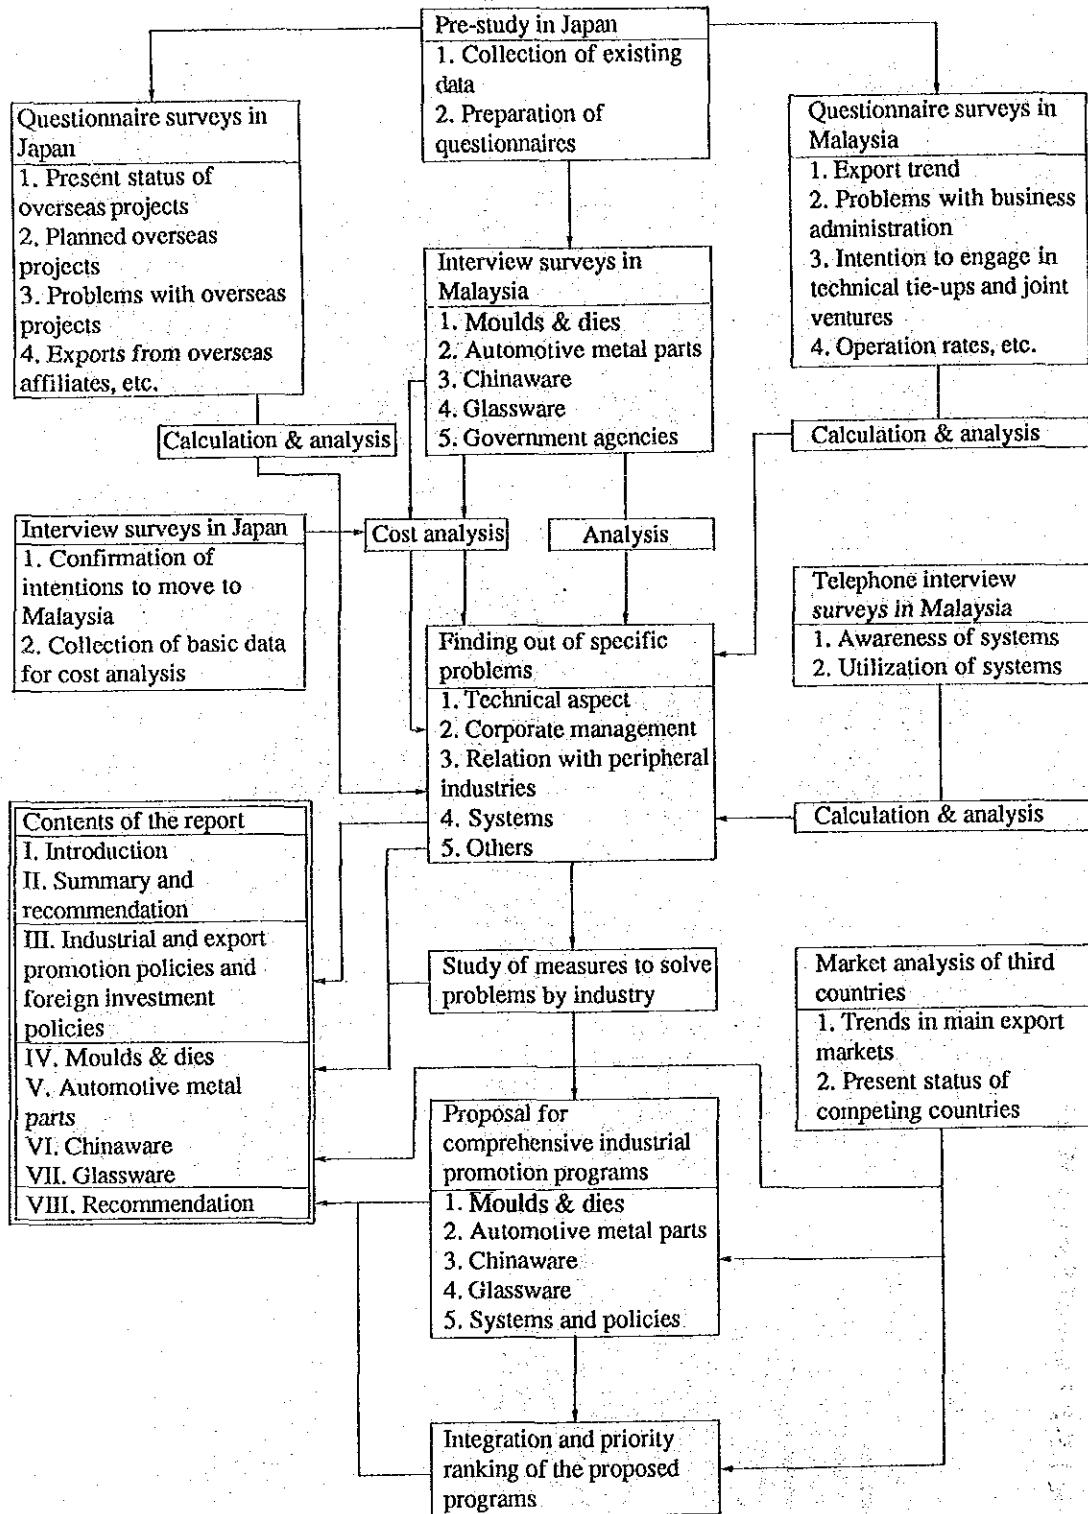 Pre-study in Japan
1. Collection of existing
data
2. Preparation of
questionnaires
Questionnaire surveys in
Japan
1. Present status of
overseas projects
2. Planned overseas
projects
3. Problems with overseas
projects
4. Exports from overseas
affiliates, etc.
Questionnaire surveys in
Malaysia
1. Export trend
2. Problems with business
administration
3. Intention to engage in
technical tie-ups and joint
ventures
4. Operation rates, etc.
Interview surveys in
Malaysia
1. Moulds & dies
2. Automotive metal parts
3. Chinaware
4. Glassware
5. Government agencies
Calculation & analysis
Calculation & analysis
Interview surveys in Japan
1. Confirmation of
intentions to move to
Malaysia
2. Collection of basic data
for cost analysis
Cost analysis
Analysis
Telephone interview
surveys in Malaysia
1. Awareness of systems
2. Utilization of systems
Finding out of specific
problems
1. Technical aspect
2. Corporate management
3. Relation with peripheral
industries
4. Systems
5. Others
Calculation & analysis
Contents of the report
I. Introduction
II. Summary and
recommendation
III. Industrial and export
promotion policies and
foreign investment
policies
IV. Moulds & dies
V. Automotive metal
parts
VI. Chinaware
VII. Glassware
VIII. Recommendation
Study of measures to solve
problems by industry
Market analysis of third
countries
1. Trends in main export
markets
2. Present status of
competing countries
Proposal for
comprehensive industrial
promotion programs
1. Moulds & dies
2. Automotive metal parts
3. Chinaware
4. Glassware
5. Systems and policies
Integration and priority
ranking of the proposed
programs